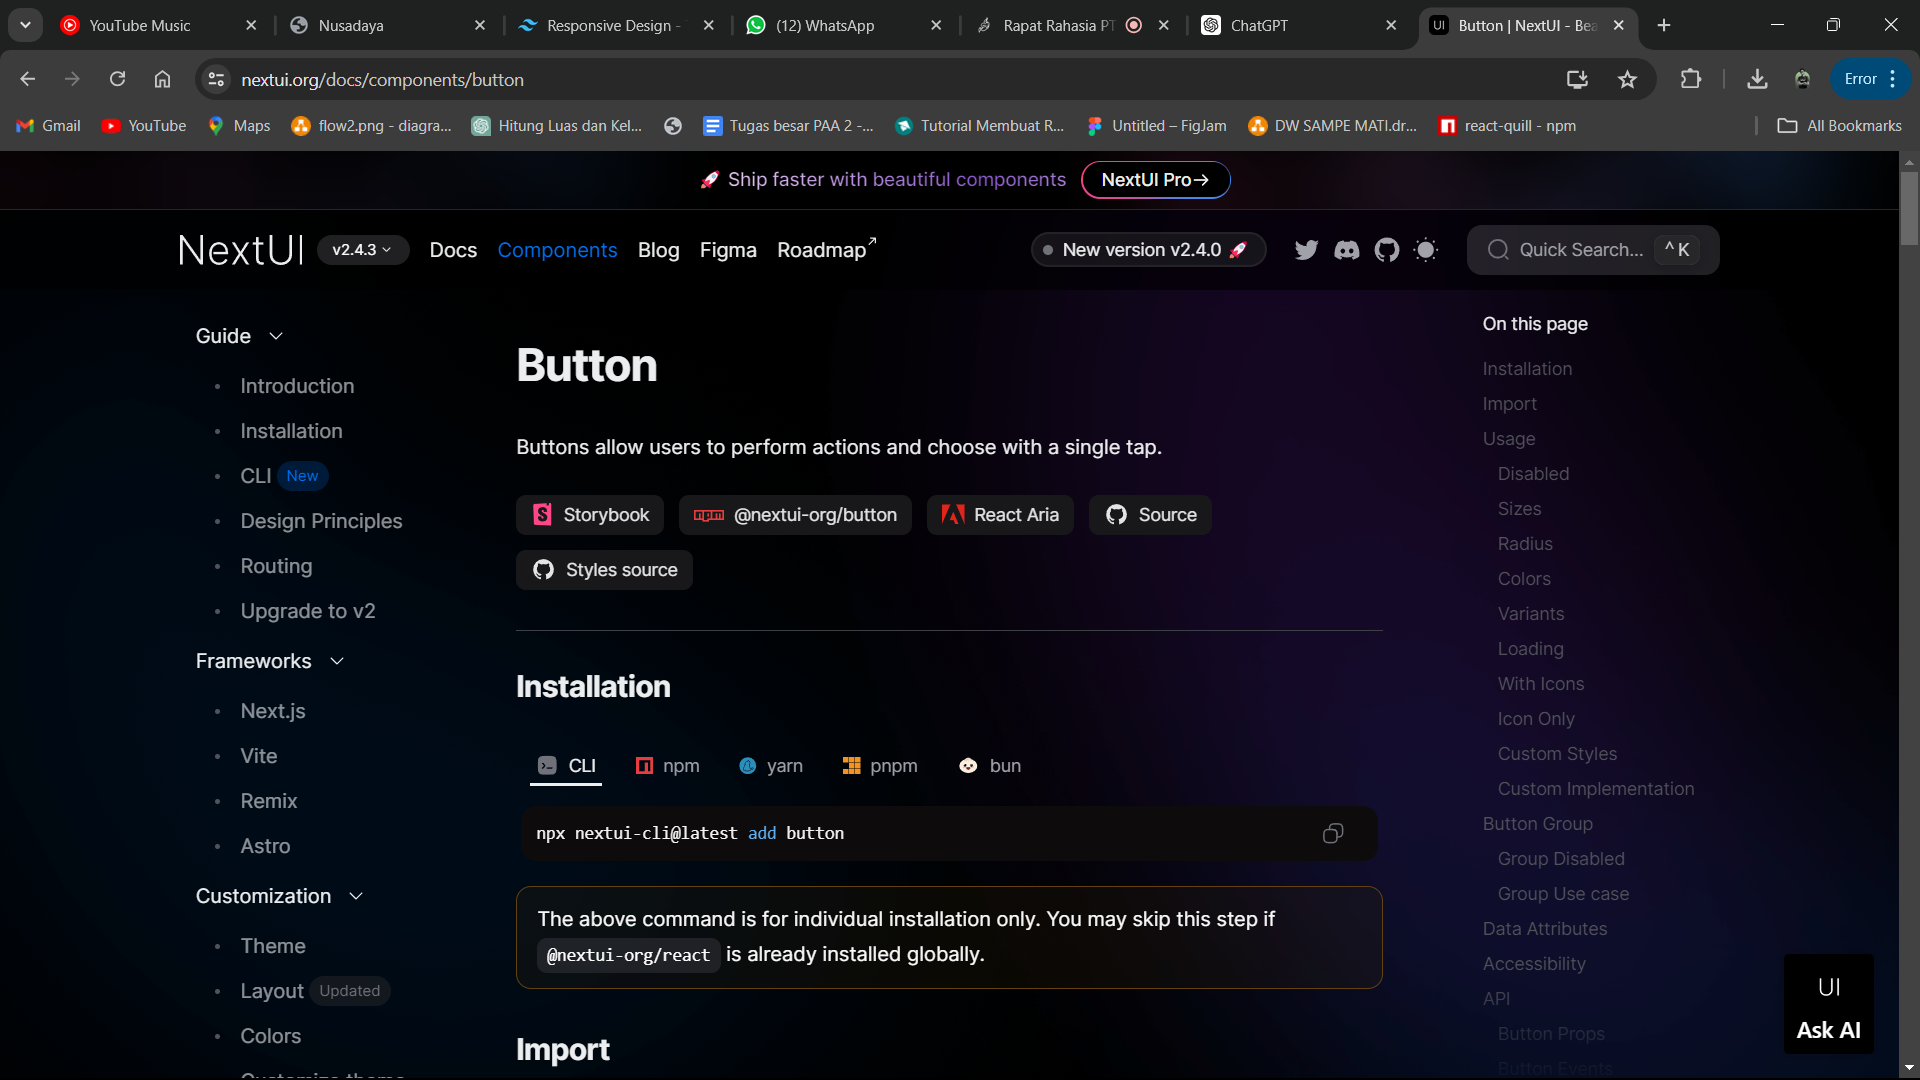 YouTube Music
Nusadaya
Responsive Design -
(12) WhatsApp
Rapat Rahasia PT
ChatGPT
UI Button | NextUI - Bea
nextui.org/docs/components/button
Error
Gmail
YouTube
Maps
flow2.png - diagra...
Hitung Luas dan Kel...
Tugas besar PAA 2 -...
Tutorial Membuat R...
Untitled – FigJam
DW SAMPE MATI.dr...
react-quill - npm
All Bookmarks
🚀 Ship faster with beautiful components
NextUI Pro→
NextUI
v2.4.3
Docs
Components
Blog
Figma
Roadmap↗
New version v2.4.0 🚀
Quick Search...
^ K
Guide
Introduction
Installation
CLI New
Design Principles
Routing
Upgrade to v2
Frameworks
Next.js
Vite
Remix
Astro
Customization
Theme
Layout Updated
Colors
Customize theme
Button
Buttons allow users to perform actions and choose with a single tap.
Storybook
npm @nextui-org/button
React Aria
Source
Styles source
Installation
CLI
npm
yarn
pnpm
bun
npx nextui-cli@latest add button
The above command is for individual installation only. You may skip this step if
@nextui-org/react is already installed globally.
Import
On this page
Installation
Import
Usage
Disabled
Sizes
Radius
Colors
Variants
Loading
With Icons
Icon Only
Custom Styles
Custom Implementation
Button Group
Group Disabled
Group Use case
Data Attributes
Accessibility
API
Button Props
Button Events
UI
Ask AI